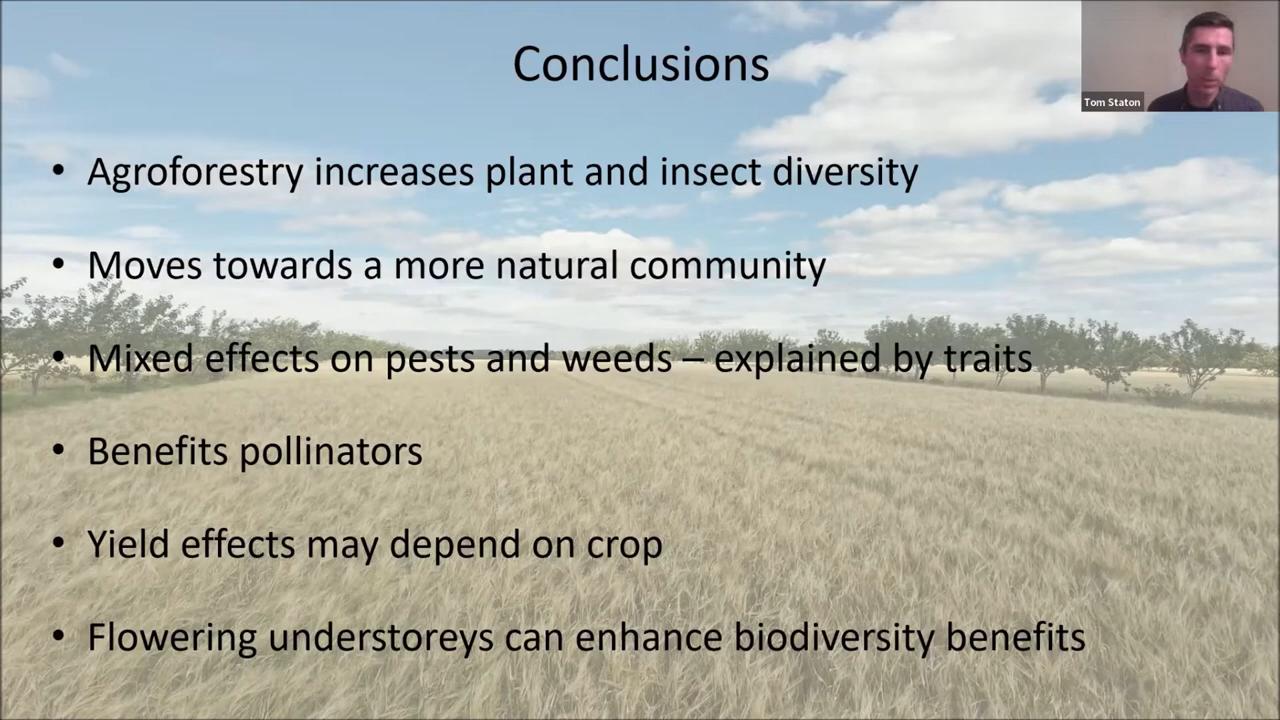 Conclusions
Tom Staton
• Agroforestry increases plant and insect diversity
• Moves towards a more natural community
• Mixed effects on pests and weeds – explained by traits
• Benefits pollinators
• Yield effects may depend on crop
• Flowering understoreys can enhance biodiversity benefits